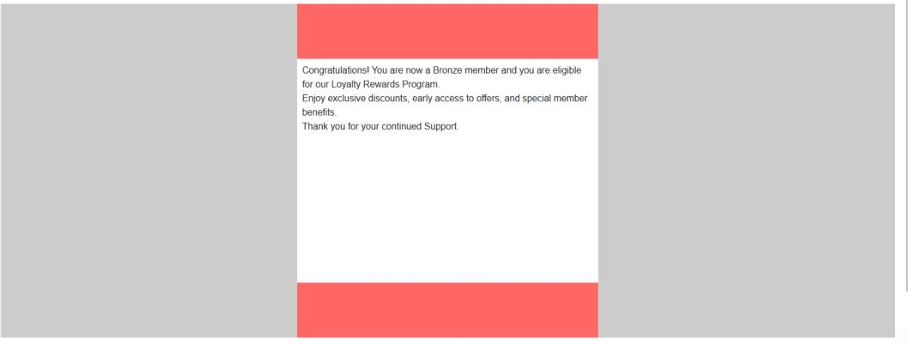 Congratulations! You are now a Bronze member and you are eligible
for our Loyalty Rewards Program.
Enjoy exclusive discounts, early access to offers, and special member
benefits.
Thank you for your continued Support.